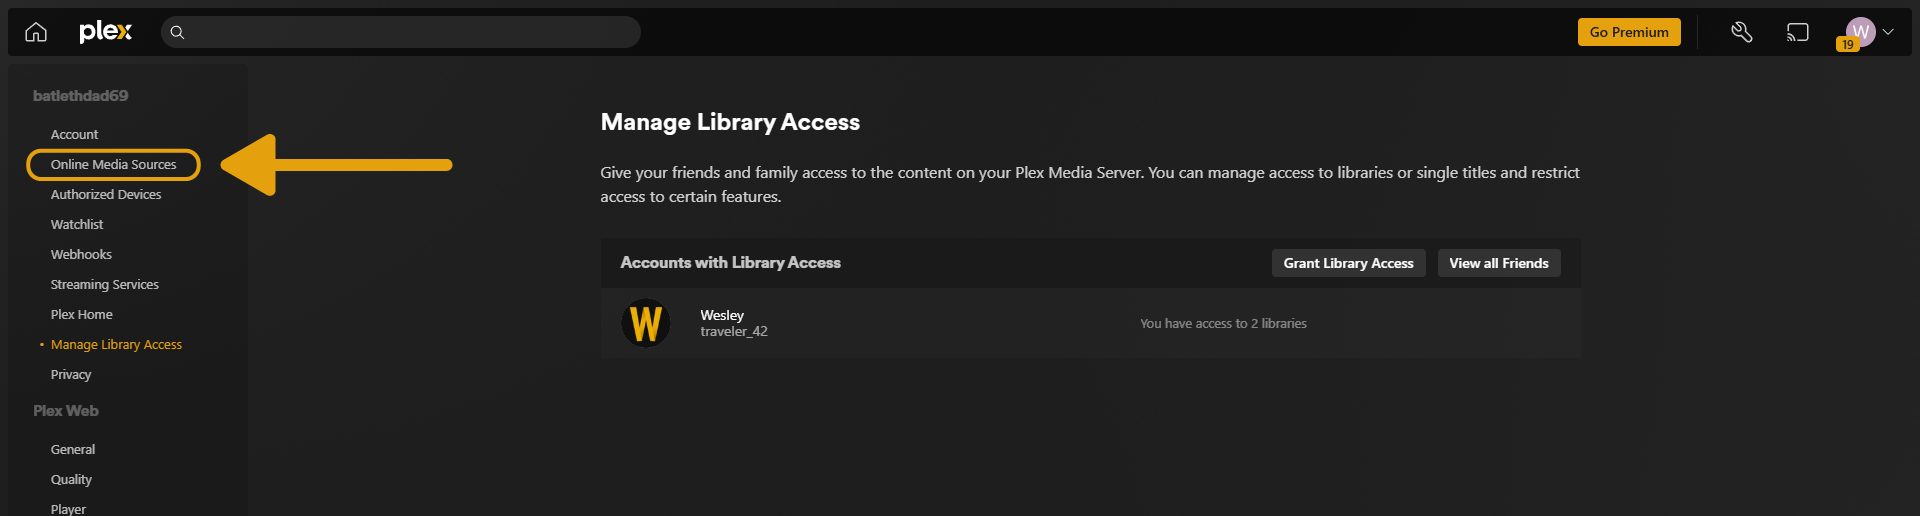 plex
Go Premium
W
19
batlethdad69
Account
Online Media Sources
Authorized Devices
Watchlist
Webhooks
Streaming Services
Plex Home
Manage Library Access
Privacy
Plex Web
General
Quality
Player
Manage Library Access
Give your friends and family access to the content on your Plex Media Server. You can manage access to libraries or single titles and restrict
access to certain features.
Accounts with Library Access
Grant Library Access
View all Friends
W
Wesley
traveler_42
You have access to 2 libraries